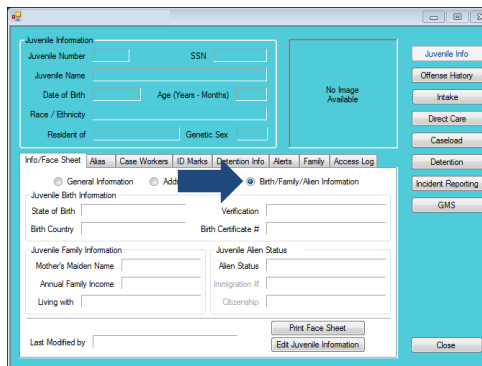 Juvenile Information
Juvenile Number SSN
Juvenile Name
Date of Birth Age (Years - Months)
Race / Ethnicity
Resident of Genetic Sex
No Image
Available
Juvenile Info
Offense History
Intake
Direct Care
Caseload
Detention
Incident Reporting
GMS
Info/Face Sheet Alias Case Workers ID Marks Detention Info Alerts Family Access Log
General Information Birth/Family/Alien Information
Juvenile Birth Information
State of Birth Verification
Birth Country Birth Certificate #
Juvenile Family Information Juvenile Alien Status
Mother's Maiden Name Alien Status
Annual Family Income Immigration #
Living with Citizenship
Print Face Sheet
Last Modified by Edit Juvenile Information
Close